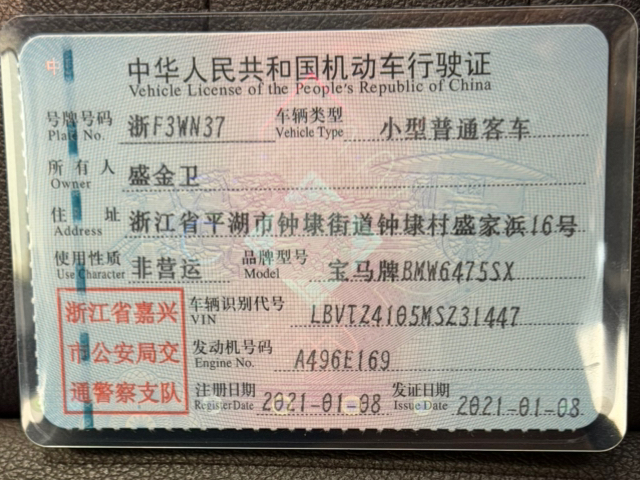 中华人民共和国机动车行驶证
Vehicle License of the People's Republic of China
号牌号码 浙F3WN37 车辆类型 小型普通客车
Plate No. Vehicle Type
所有人 盛金卫
Owner
住址 浙江省平湖市钟埭街道钟埭村盛家浜16号
Address
使用性质 非营运 品牌型号 宝马牌BMW6475SX
Use Character Model
浙江省嘉兴 车辆识别代号 LBVTZ4105MSZ31447
VIN
市公安局交 发动机号码 A496E169
Engine No.
通警察支队 注册日期 2021-01-08 发证日期 2021-01-08
Register Date Issue Date